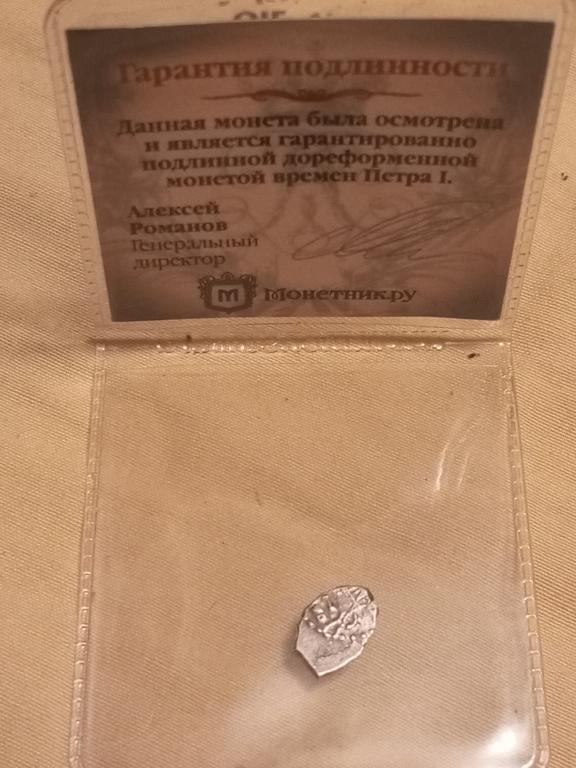 Гарантия подлинности
Данная монета была осмотрена
и является гарантированно
подлинной дореформенной
монетой времен Петра I.
Алексей
Романов
Генеральный
директор
М Монетник.ру